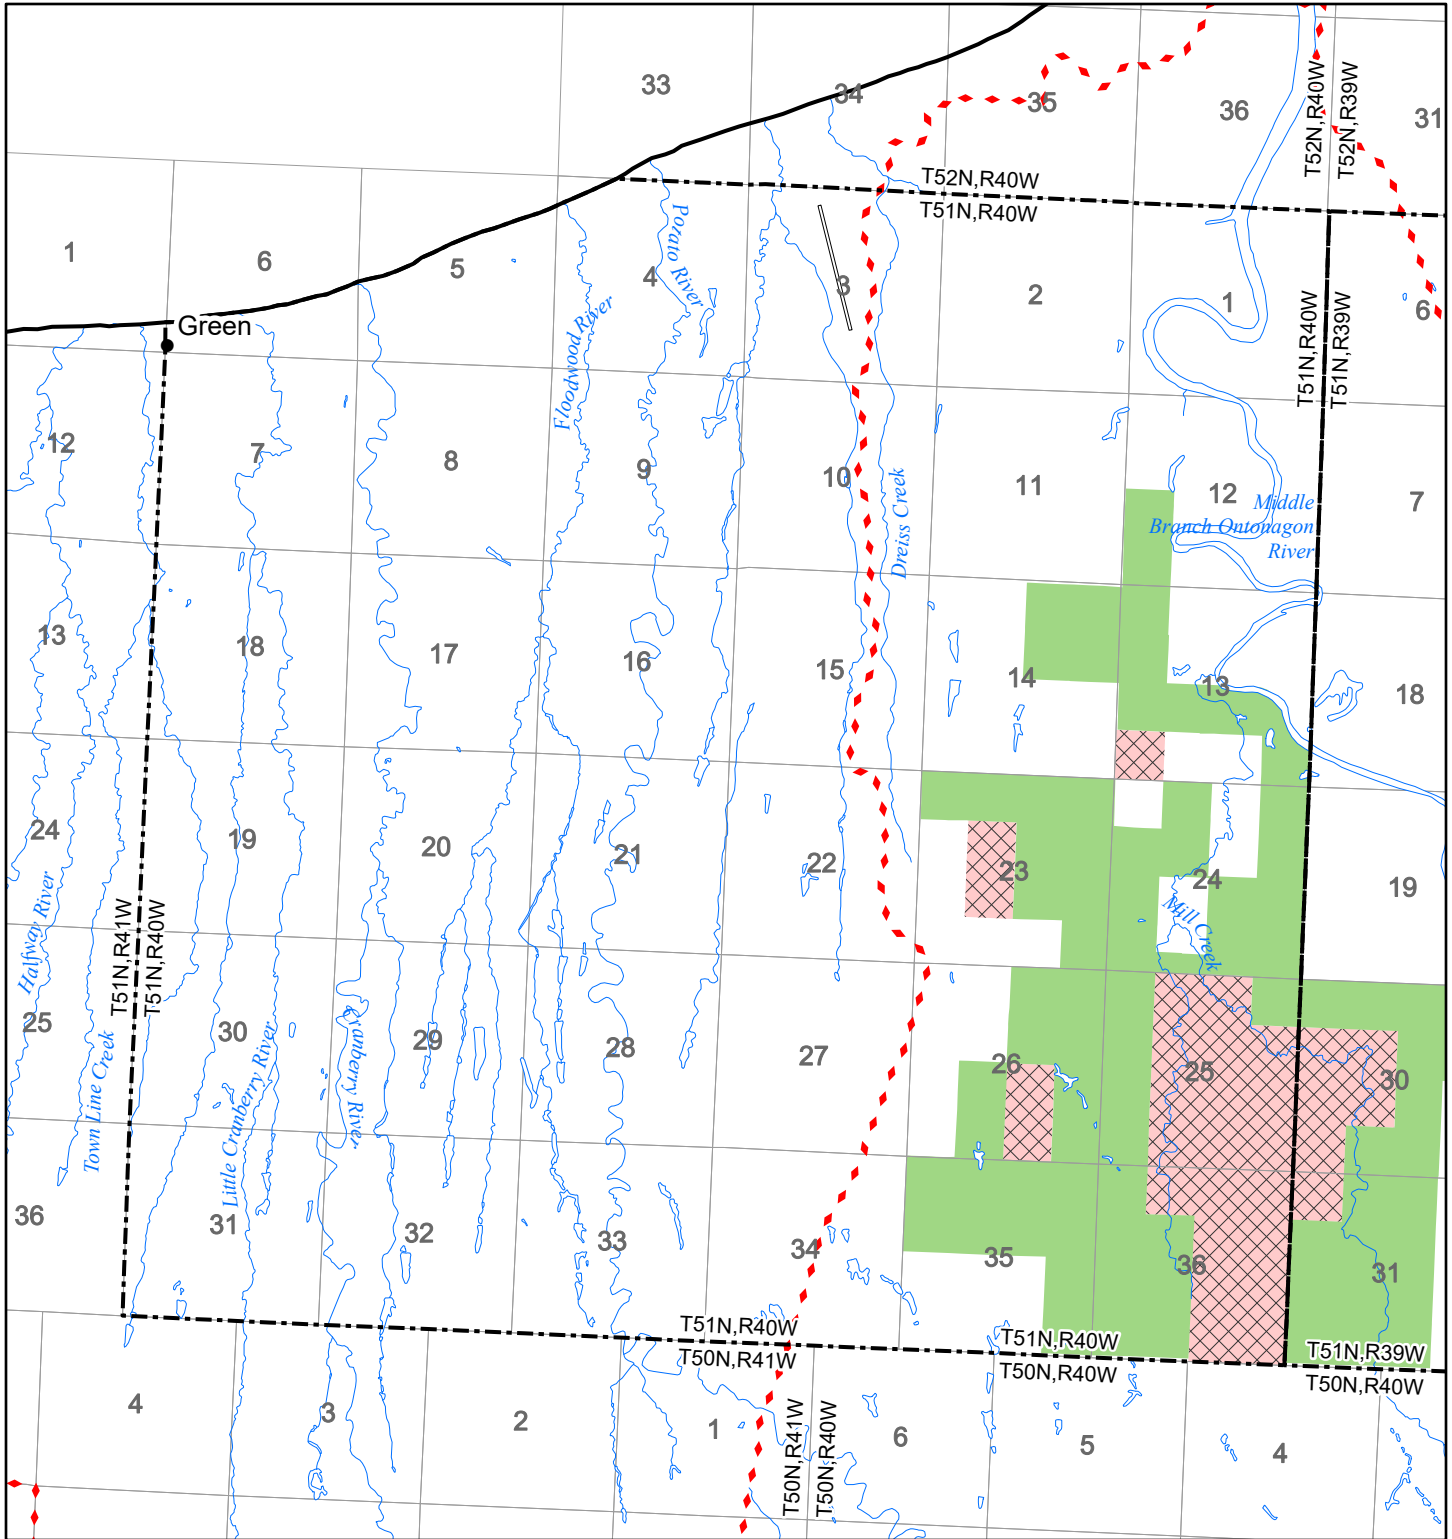 33
34
35
36
31
T52N,R40W
T52N,R39W
T52N,R40W
T51N,R40W
1
6
5
4
3
2
1
6
Potato River
Green
Floodwood River
T51N,R40W
T51N,R39W
12
7
8
9
10
11
12
7
Dreiss Creek
Middle
Branch Ontonagon
River
13
18
17
16
15
14
13
18
24
19
20
21
22
23
24
19
Halfway River
T51N,R41W
T51N,R40W
Mill Creek
25
30
29
28
27
26
25
30
Town Line Creek
Little Cranberry River
Cranberry River
36
31
32
33
34
35
36
31
T51N,R40W
T50N,R41W
T51N,R40W
T50N,R40W
T51N,R39W
T50N,R40W
4
3
2
1
6
5
4
T50N,R41W
T50N,R40W